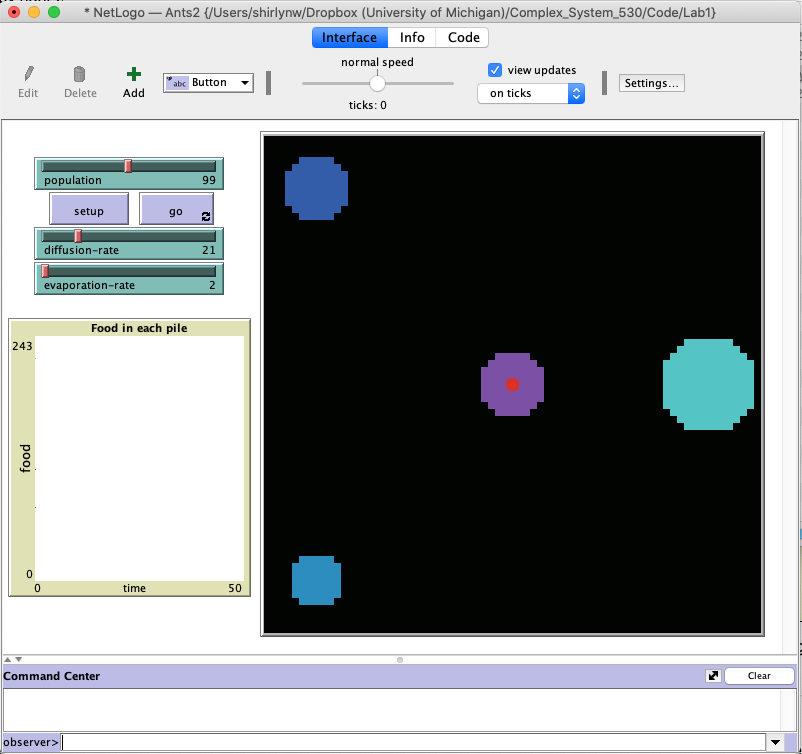 * NetLogo — Ants2 {/Users/shirlynw/Dropbox (University of Michigan)/Complex_System_530/Code/Lab1}
Interface Info Code
Edit
Delete
Add
abc Button
normal speed
ticks: 0
view updates
on ticks
Settings...
population 99
setup
go
diffusion-rate 21
evaporation-rate 2
Food in each pile
243
food
0
0 time 50
Command Center
Clear
observer>